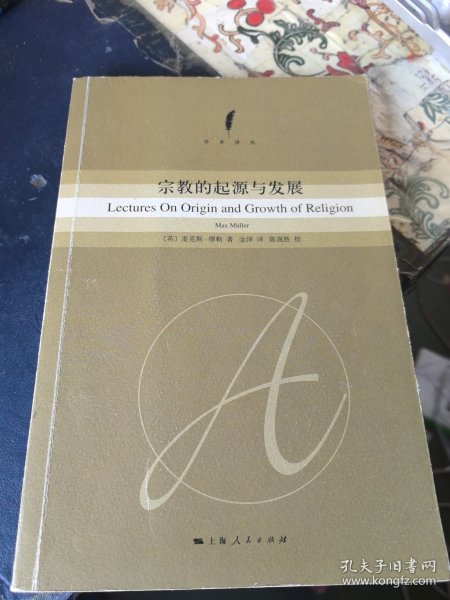 学术译丛
宗教的起源与发展
Lectures On Origin and Growth of Religion
Max Müller
〔英〕麦克斯·缪勒 著 金泽 译 陈观胜 校
A
上海人民出版社
孔夫子旧书网
www.kongfz.com